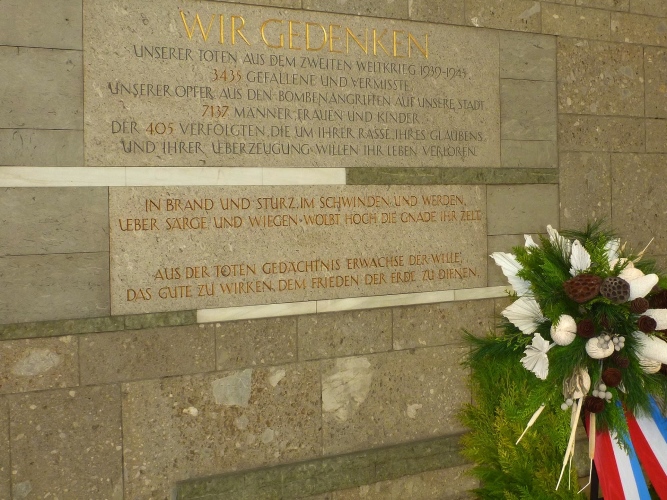 WIR GEDENKEN
UNSERER TOTEN AUS DEM ZWEITEN WELTKRIEG 1939-1945,
3435 GEFALLENE UND VERMISSTE.
UNSERER OPFER AUS DEN BOMBENANGRIFFEN AUF UNSERE STADT
7137 MÄNNER, FRAUEN UND KINDER
DER 405 VERFOLGTEN, DIE UM IHRER RASSE, IHRES GLAUBENS,
UND IHRER UEBERZEUGUNG WILLEN IHR LEBEN VERLOREN.
IN BRAND UND STURZ, IM SCHWINDEN UND WERDEN,
UEBER SÄRGE UND WIEGEN · WÖLBT HOCH DIE GNADE IHR ZELT.
AUS DER TOTEN GEDÄCHTNIS ERWACHSE DER WILLE,
DAS GUTE ZU WIRKEN, DEM FRIEDEN DER ERDE ZU DIENEN.